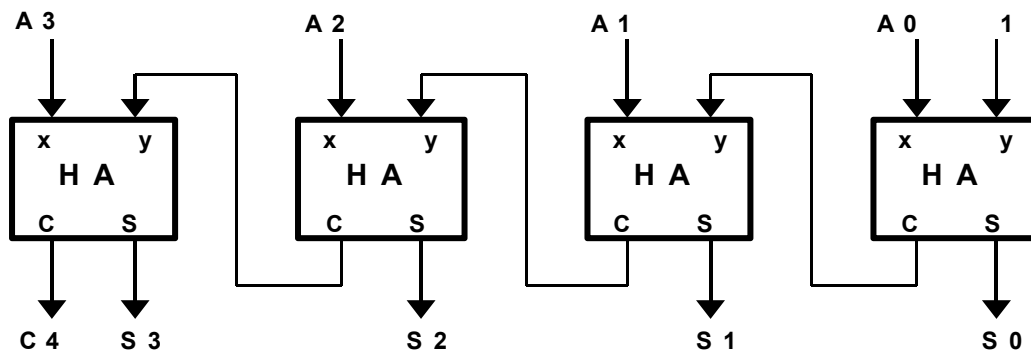 A 3 A 2 A 1 A 0 1
x y x y x y x y
H A H A H A H A
C S C S C S C S
C 4 S 3 S 2 S 1 S 0